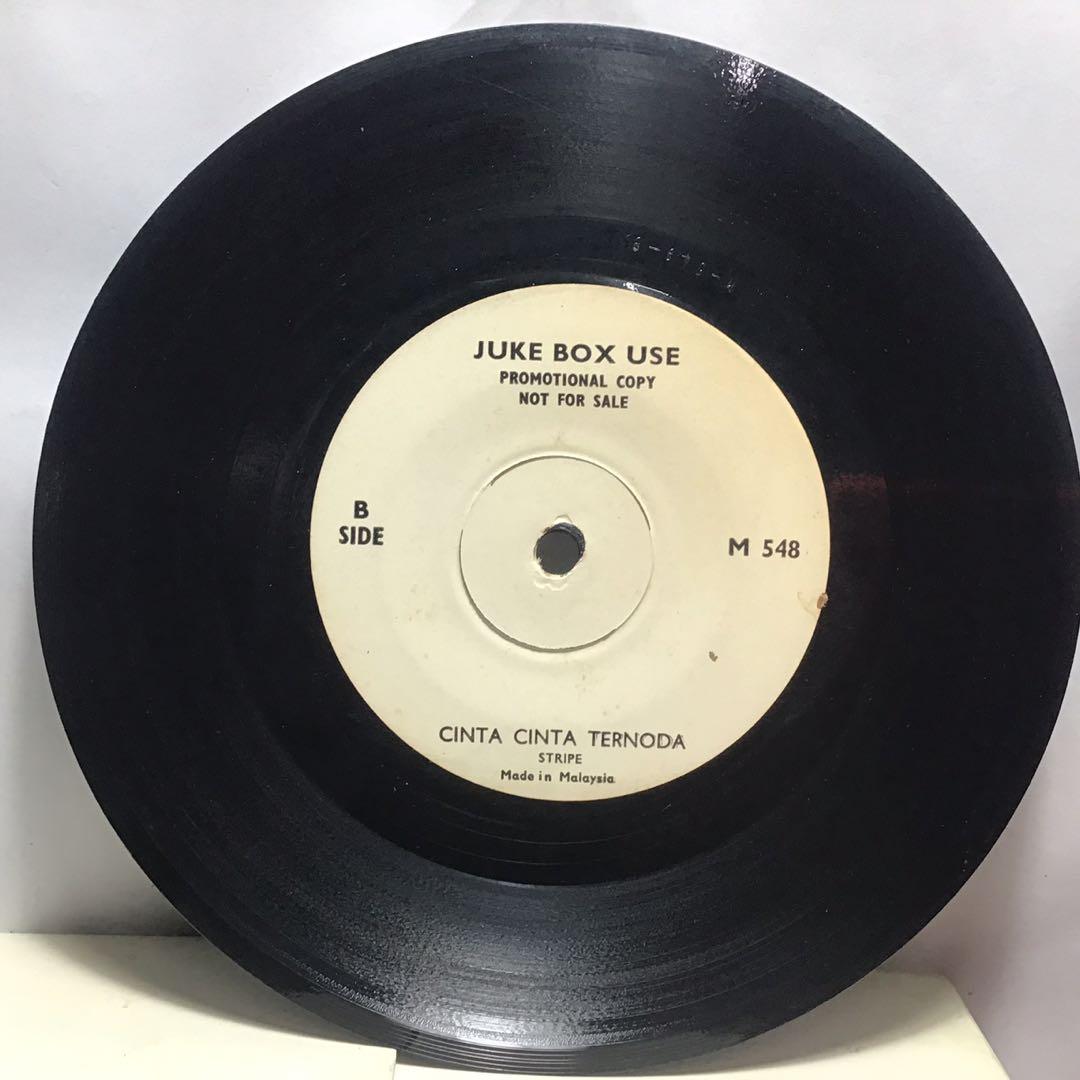 JUKE BOX USE
PROMOTIONAL COPY
NOT FOR SALE
B
SIDE
M 548
CINTA CINTA TERNODA
STRIPE
Made in Malaysia